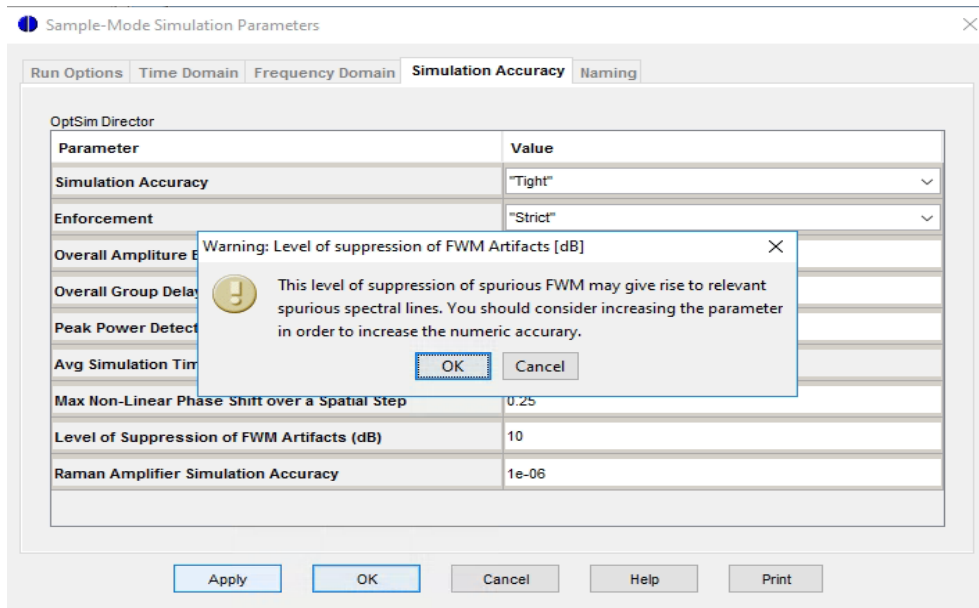 Sample-Mode Simulation Parameters
Run Options Time Domain Frequency Domain Simulation Accuracy Naming
OptSim Director
Parameter Value
Simulation Accuracy "Tight"
Enforcement "Strict"
Overall Ampliture
Warning: Level of suppression of FWM Artifacts [dB]
Overall Group
This level of suppression of spurious FWM may give rise to relevant
spurious spectral lines. You should consider increasing the parameter
in order to increase the numeric accurary.
Peak Power
Avg Simulation
OK Cancel
Max Non-Linear Phase Shift over a Spatial Step 0.25
Level of Suppression of FWM Artifacts (dB) 10
Raman Amplifier Simulation Accuracy 1e-06
Apply OK Cancel Help Print